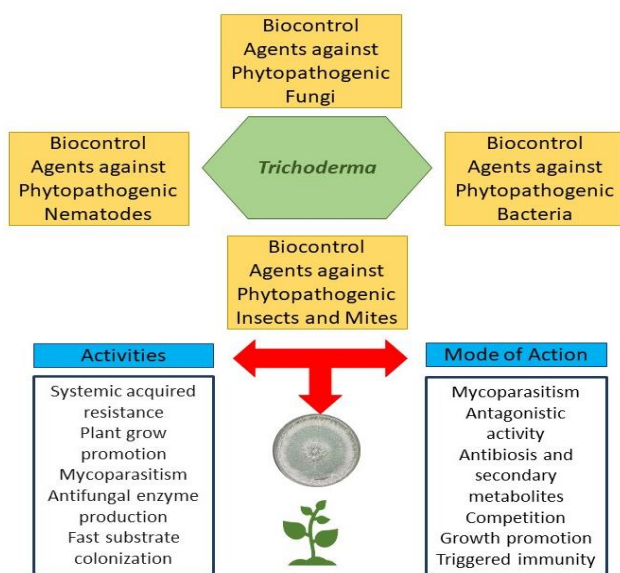 Biocontrol
Agents against
Phytopathogenic
Fungi
Biocontrol
Agents against
Phytopathogenic
Nematodes
Trichoderma
Biocontrol
Agents against
Phytopathogenic
Bacteria
Biocontrol
Agents against
Phytopathogenic
Insects and Mites
Activities
Systemic acquired
resistance
Plant grow
promotion
Mycoparasitism
Antifungal enzyme
production
Fast substrate
colonization
Mode of Action
Mycoparasitism
Antagonistic
activity
Antibiosis and
secondary
metabolites
Competition
Growth promotion
Triggered immunity